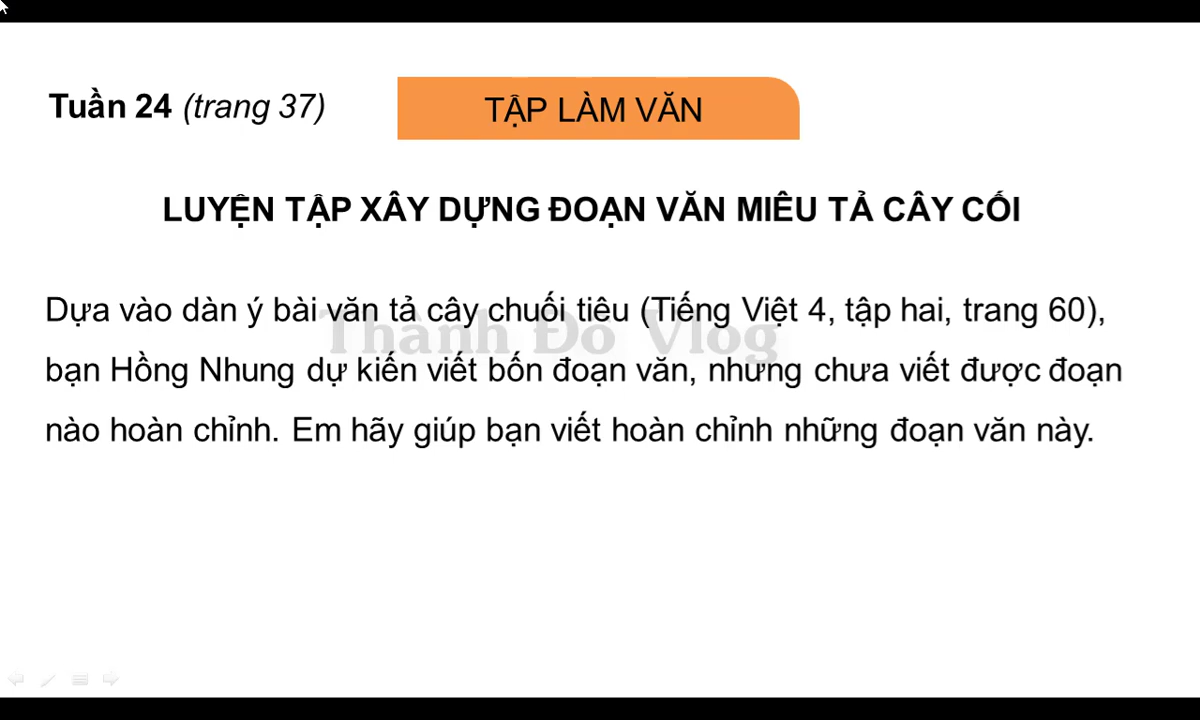 Tuần 24 (trang 37)
TẬP LÀM VĂN
LUYỆN TẬP XÂY DỰNG ĐOẠN VĂN MIÊU TẢ CÂY CỐI
Dựa vào dàn ý bài văn tả cây chuối tiêu (Tiếng Việt 4, tập hai, trang 60),
Thành Đô Vlog
bạn Hồng Nhung dự kiến viết bốn đoạn văn, nhưng chưa viết được đoạn
nào hoàn chỉnh. Em hãy giúp bạn viết hoàn chỉnh những đoạn văn này.